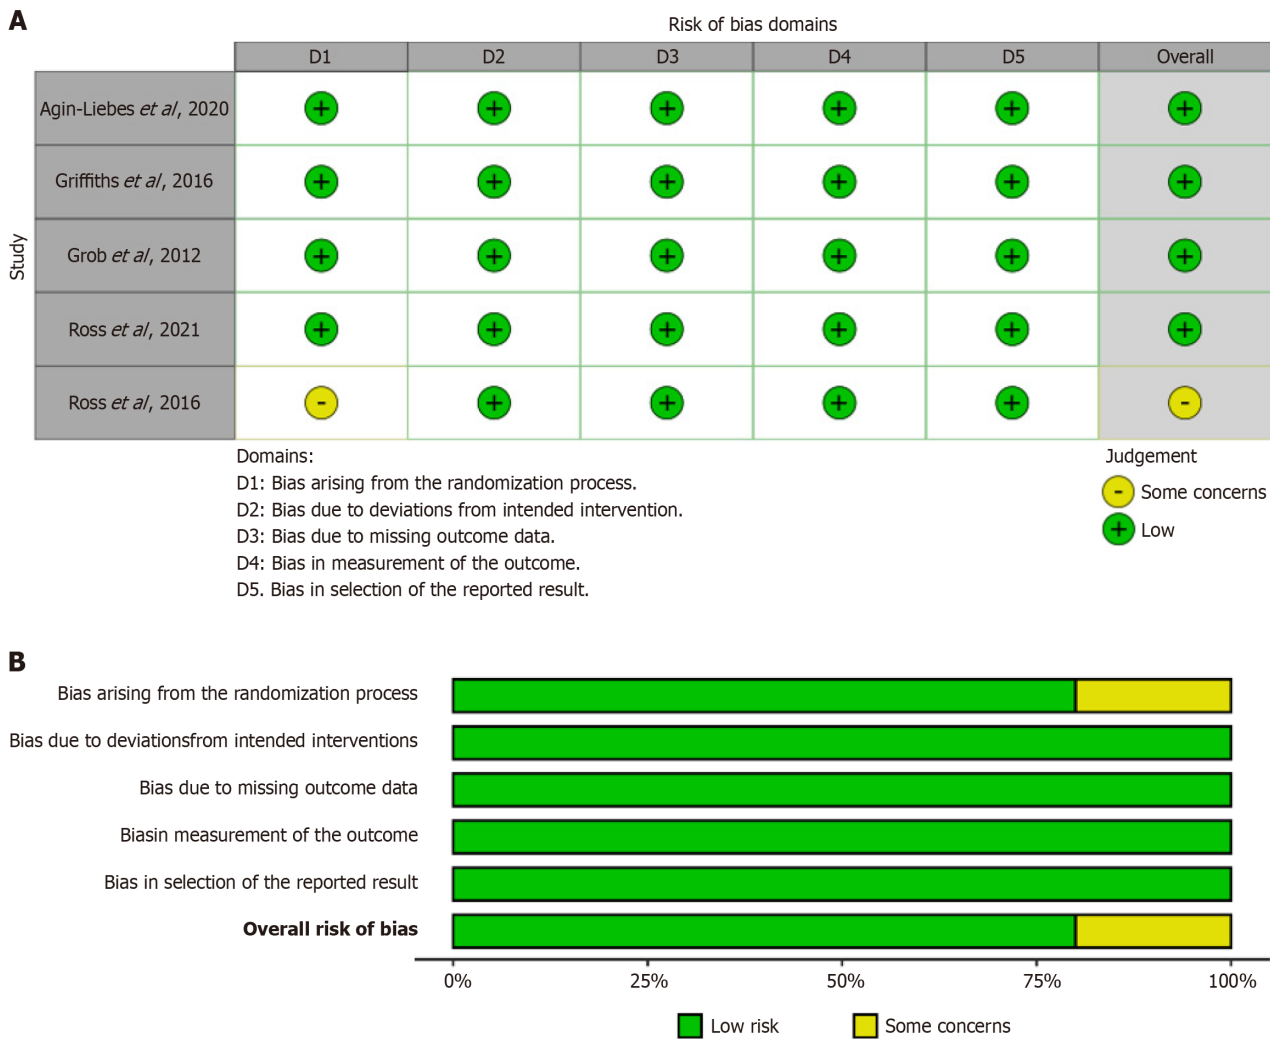 A
Risk of bias domains
D1 D2 D3 D4 D5 Overall
Study
Agin-Liebes et al, 2020 + + + + + +
Griffiths et al, 2016 + + + + + +
Grob et al, 2012 + + + + + +
Ross et al, 2021 + + + + + +
Ross et al, 2016 - + + + + -
Domains:
D1: Bias arising from the randomization process.
D2: Bias due to deviations from intended intervention.
D3: Bias due to missing outcome data.
D4: Bias in measurement of the outcome.
D5. Bias in selection of the reported result.
Judgement
- Some concerns
+ Low
B
Bias arising from the randomization process
Bias due to deviationsfrom intended interventions
Bias due to missing outcome data
Biasin measurement of the outcome
Bias in selection of the reported result
Overall risk of bias
0% 25% 50% 75% 100%
Low risk Some concerns